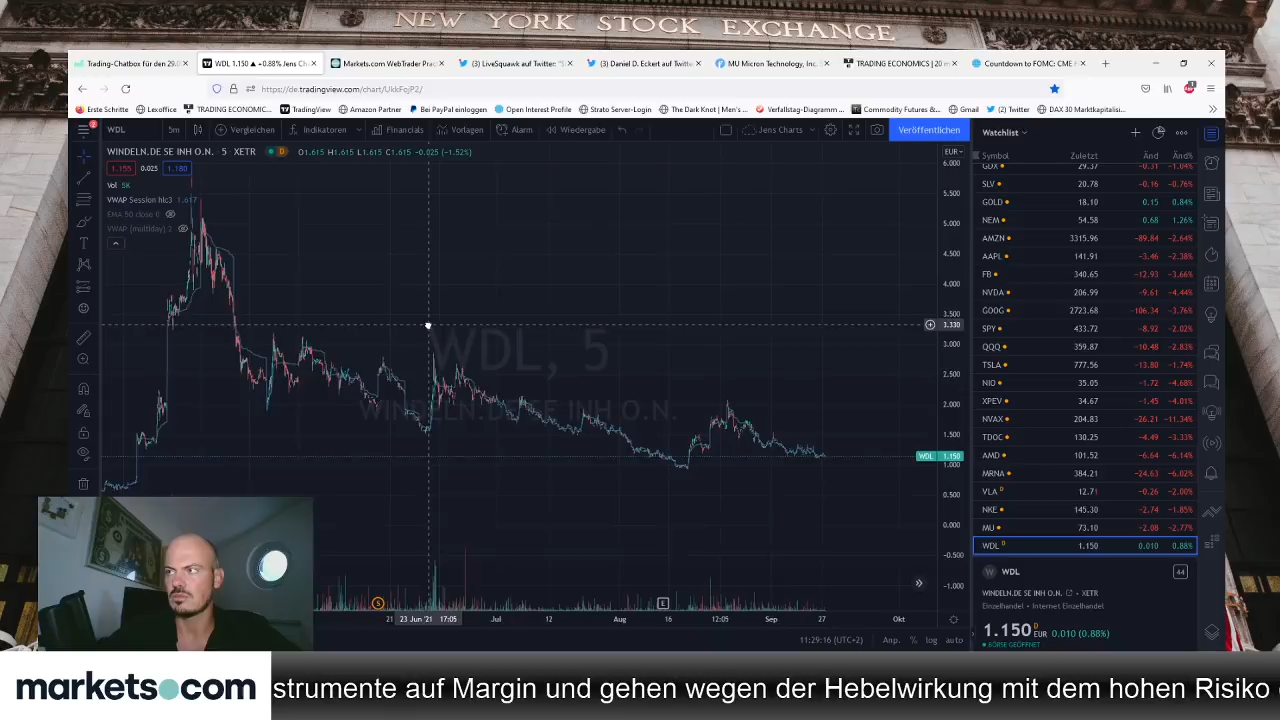 NEW YORK STOCK EXCHANGE
Trading-Chatbox für den 29.0
WDL 1.150 ▲ +0.88% Jens Ch
Markets.com WebTrader Prac
(3) LiveSquawk auf Twitter: "S
(3) Daniel D. Eckert auf Twitter
MU Micron Technology, Inc.
TRADING ECONOMICS | 20 m
Countdown to FOMC: CME F
https://de.tradingview.com/chart/UkkFojP2/
Erste Schritte
Lexoffice
TRADING ECONOMIC...
TradingView
Amazon Partner
Bei PayPal einloggen
Open Interest Profile
Strato Server-Login
The Dark Knot | Men's ...
Verfallstag-Diagramm ...
Commodity Futures &...
Gmail
Twitter
DAX 30 Marktkapitalisi...
WDL
5m
Vergleichen
Indikatoren
Financials
Vorlagen
Alarm
Wiedergabe
Jens Charts
Veröffentlichen
Watchlist
WINDELN.DE SE INH O.N. · 5 · XETR
D
O1.615 H1.615 L1.615 C1.615 -0.025 (-1.52%)
EUR
1.155 0.025 1.180
Vol 5K
VWAP Session hlc3 1.617
EMA 50 close 0
VWAP (multiday) 2
WDL, 5
WINDELN.DE SE INH O.N.
6.000
5.500
5.000
4.500
4.000
3.500
3.330
3.000
2.500
2.000
1.500
WDL 1.150
1.000
0.500
0.000
-0.500
-1.000
S
E
21
23 Jun '21 17:05
Jul
12
Aug
16
12:05
Sep
27
Okt
11:29:16 (UTC+2)
%
log
auto
Anp.
Symbol Zuletzt Änd Änd%
GDX 29.37 -0.31 -1.04%
SLV 20.78 -0.16 -0.76%
GOLD 18.10 0.15 0.84%
NEM 54.58 0.68 1.26%
AMZN 3315.96 -89.84 -2.64%
AAPL 141.91 -3.46 -2.38%
FB 340.65 -12.93 -3.66%
NVDA 206.99 -9.61 -4.44%
GOOG 2723.68 -106.34 -3.76%
SPY 433.72 -8.92 -2.02%
QQQ 359.87 -10.48 -2.83%
TSLA 777.56 -13.80 -1.74%
NIO 35.05 -1.72 -4.68%
XPEV 34.67 -1.45 -4.01%
NVAX 204.83 -26.21 -11.34%
TDOC 130.25 -4.49 -3.33%
AMD 101.52 -6.64 -6.14%
MRNA 384.21 -24.63 -6.02%
VLA D 12.71 -0.26 -2.00%
NKE 145.30 -2.74 -1.85%
MU 73.10 -2.08 -2.77%
WDL D 1.150 0.010 0.88%
W WDL
44
WINDELN.DE SE INH O.N. · XETR
Einzelhandel · Internet Einzelhandel
1.150 D EUR 0.010 (0.88%)
BÖRSE GEÖFFNET
markets.com
strumente auf Margin und gehen wegen der Hebelwirkung mit dem hohen Risiko